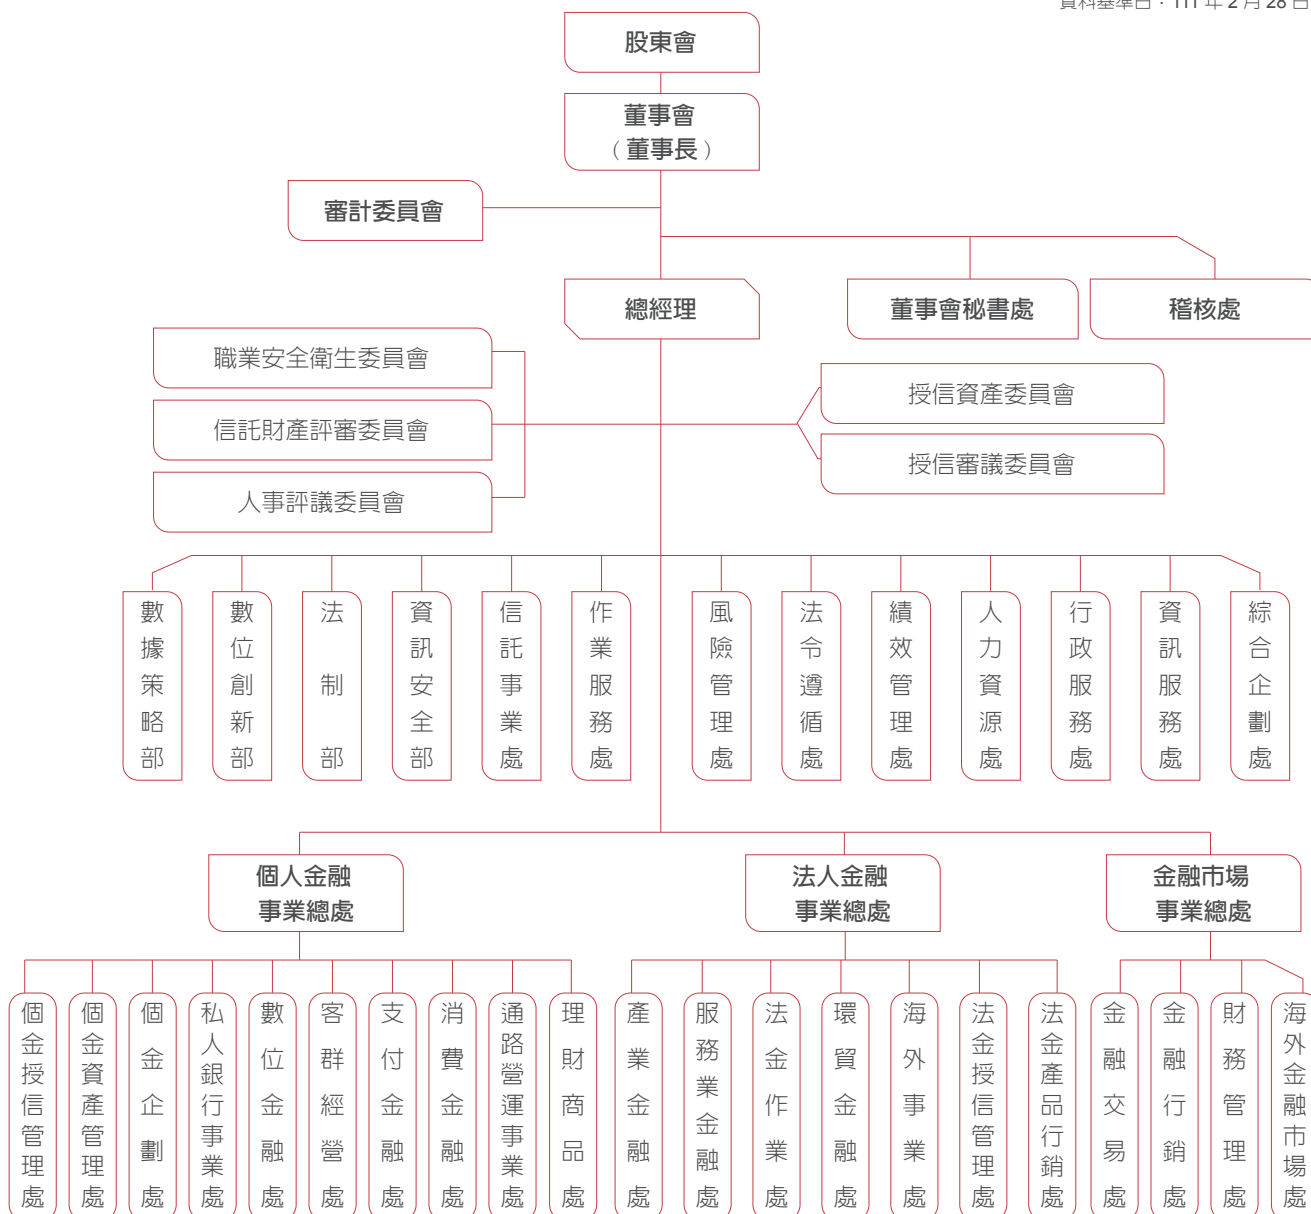 資料基準日：111 年 2 月 28 日
股東會
董事會
（董事長）
審計委員會
總經理
董事會秘書處
稽核處
職業安全衛生委員會
信託財產評審委員會
人事評議委員會
授信資產委員會
授信審議委員會
數據策略部
數位創新部
法制部
資訊安全部
信託事業處
作業服務處
風險管理處
法令遵循處
績效管理處
人力資源處
行政服務處
資訊服務處
綜合企劃處
個人金融
事業總處
法人金融
事業總處
金融市場
事業總處
個金授信管理處
個金資產管理處
個金企劃處
私人銀行事業處
數位金融處
客群經營處
支付金融處
消費金融處
通路營運事業處
理財商品處
產業金融處
服務業金融處
法金作業處
環貿金融處
海外事業處
法金授信管理處
法金產品行銷處
金融交易處
金融行銷處
財務管理處
海外金融市場處